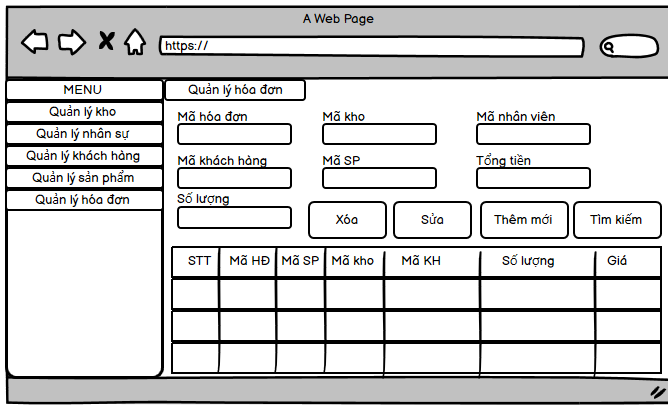 A Web Page
https://
MENU
Quản lý kho
Quản lý nhân sự
Quản lý khách hàng
Quản lý sản phẩm
Quản lý hóa đơn
Quản lý hóa đơn
Mã hóa đơn Mã kho Mã nhân viên
Mã khách hàng Mã SP Tổng tiền
Số lượng
Xóa Sửa Thêm mới Tìm kiếm
STT Mã HĐ Mã SP Mã kho Mã KH Số lượng Giá